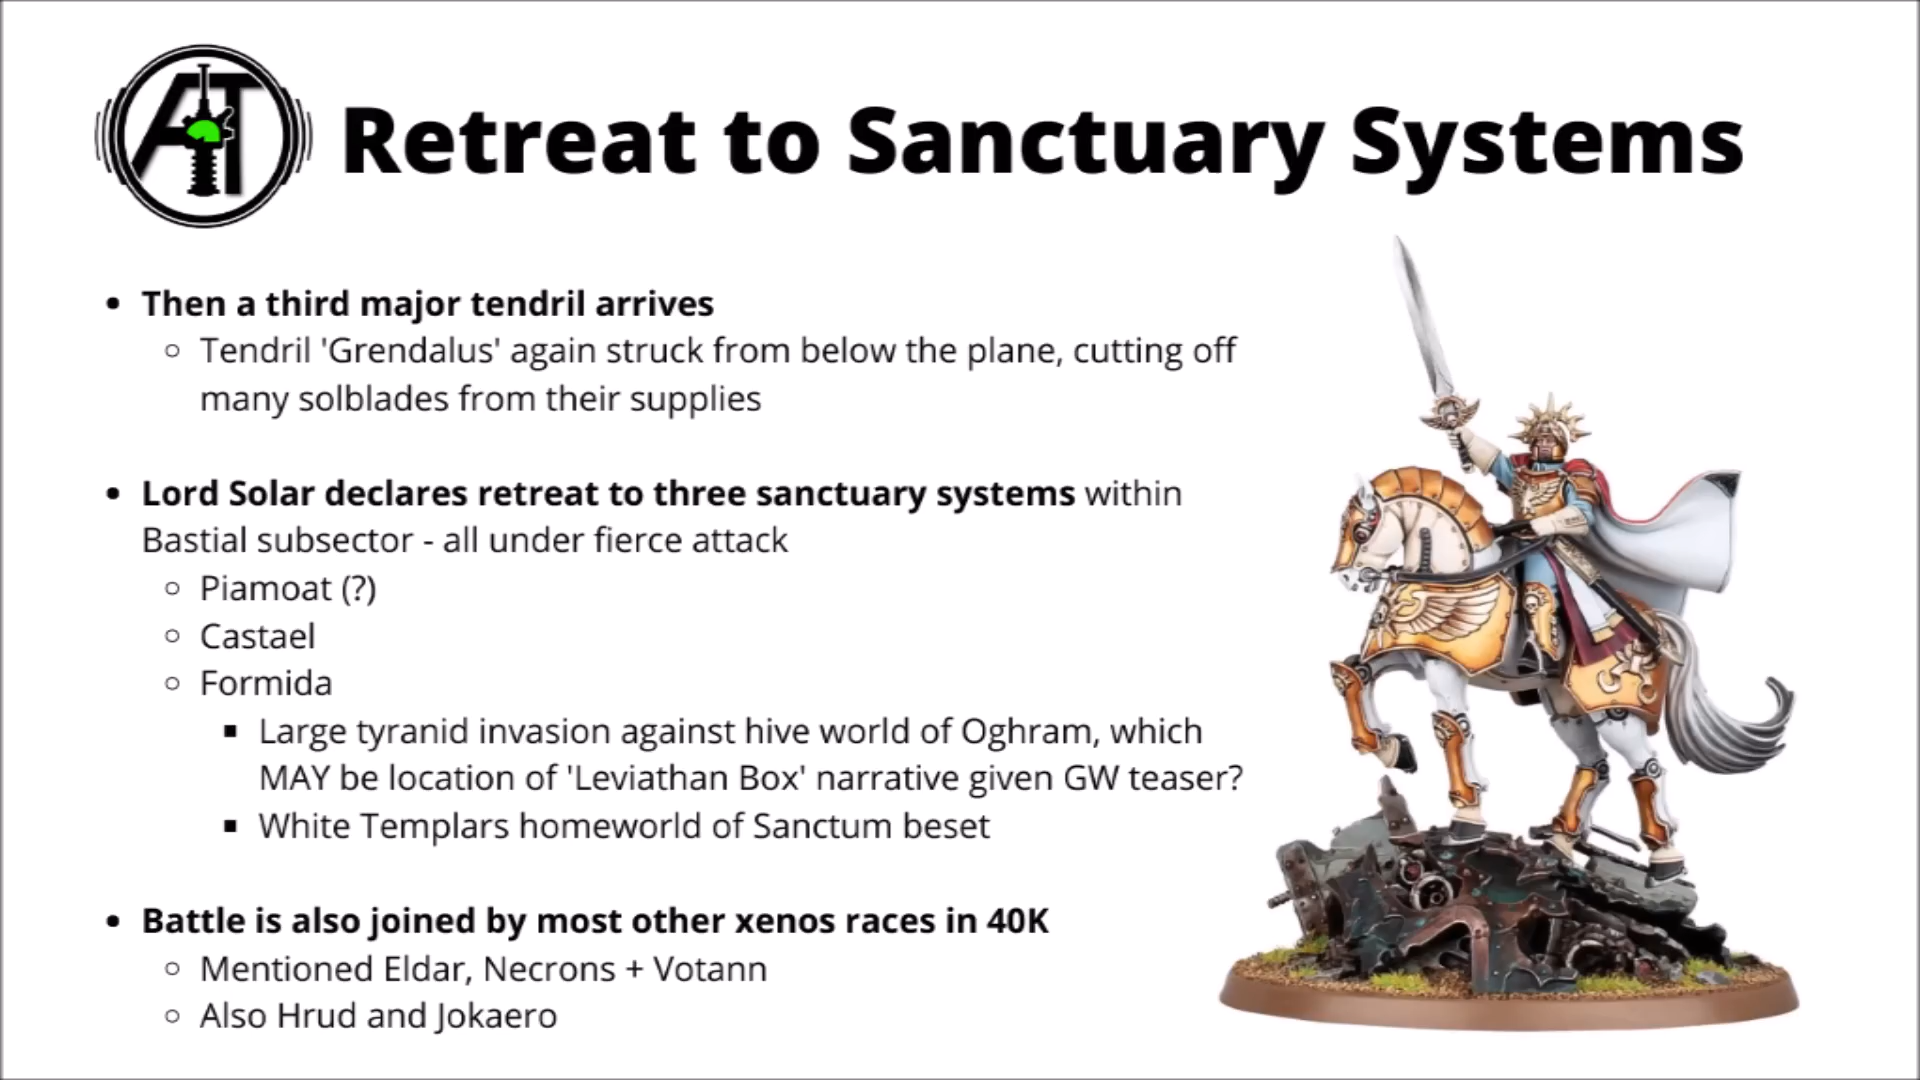 AT
Retreat to Sanctuary Systems
• Then a third major tendril arrives
○ Tendril 'Grendalus' again struck from below the plane, cutting off
many solblades from their supplies
• Lord Solar declares retreat to three sanctuary systems within
Bastial subsector - all under fierce attack
○ Piamoat (?)
○ Castael
○ Formida
▪ Large tyranid invasion against hive world of Oghram, which
MAY be location of 'Leviathan Box' narrative given GW teaser?
▪ White Templars homeworld of Sanctum beset
• Battle is also joined by most other xenos races in 40K
○ Mentioned Eldar, Necrons + Votann
○ Also Hrud and Jokaero